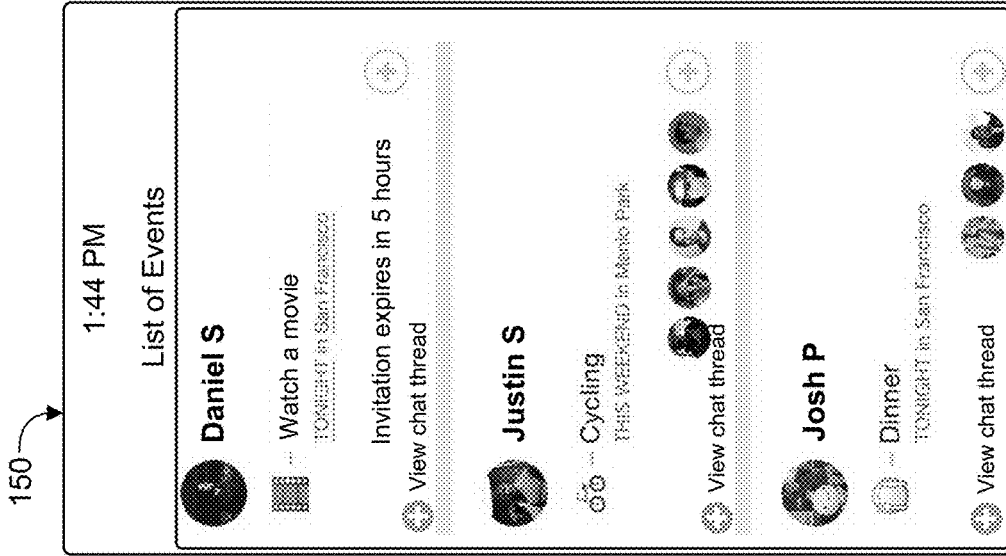 150
1:44 PM
List of Events
Daniel S
Watch a movie
TONIGHT in San Francisco
Invitation expires in 5 hours
View chat thread
Justin S
Cycling
THIS WEEKEND in Menlo Park
View chat thread
Josh P
Dinner
TONIGHT in San Francisco
View chat thread